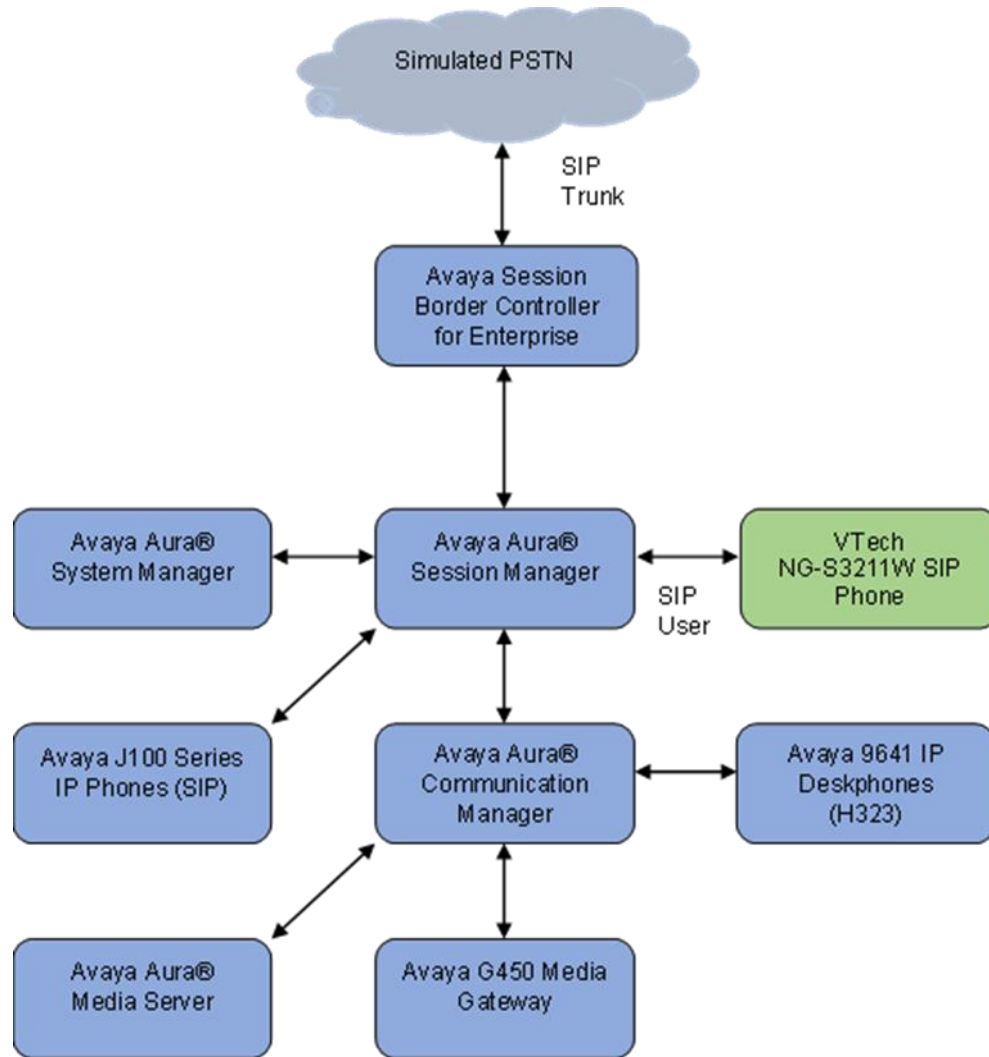 Simulated PSTN
SIP
Trunk
Avaya Session
Border Controller
for Enterprise
Avaya Aura®
System Manager
Avaya Aura®
Session Manager
SIP
User
VTech
NG-S3211W SIP
Phone
Avaya J100 Series
IP Phones (SIP)
Avaya Aura®
Communication
Manager
Avaya 9641 IP
Deskphones
(H323)
Avaya Aura®
Media Server
Avaya G450 Media
Gateway